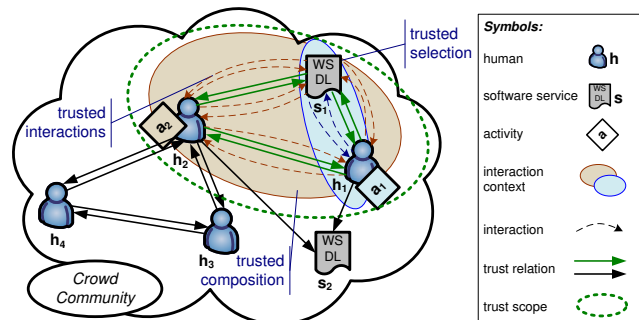 trusted
selection
trusted
interactions
WS
DL
s1
a2
h2
h1
a1
h4
h3
WS
DL
s2
trusted
composition
Crowd
Community
Symbols:
human
h
software service
WS
DL
s
activity
a
interaction
context
interaction
trust relation
trust scope